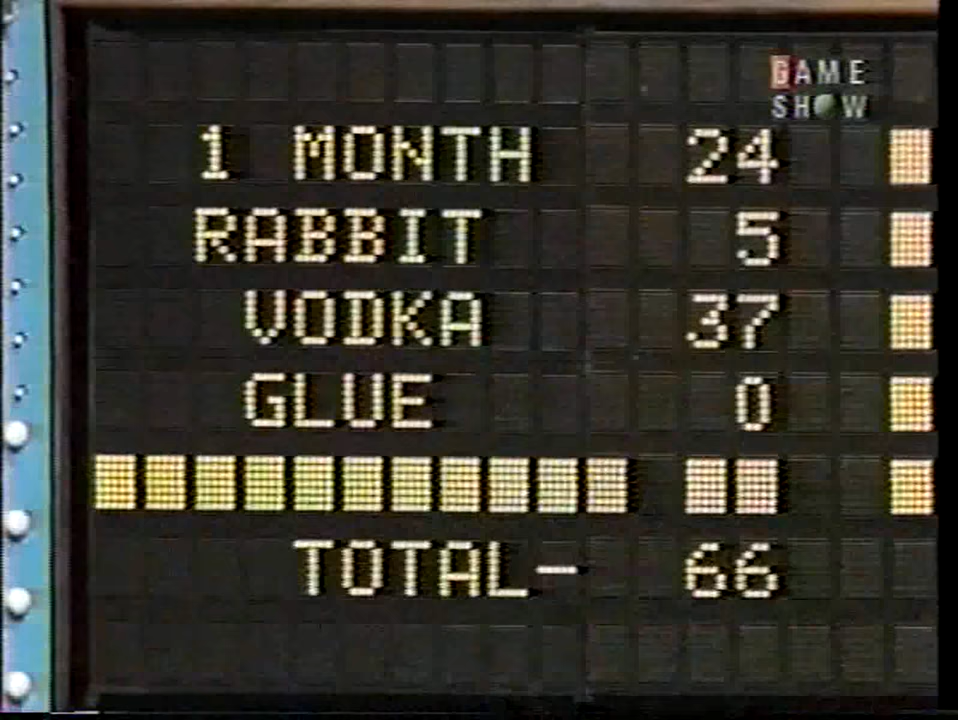 GAME
SHOW
1 MONTH 24
RABBIT 5
VODKA 37
GLUE 0
TOTAL- 66